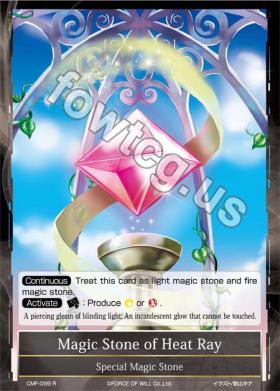 fowtcg.us
Continuous Treat this card as light magic stone and fire
magic stone.
Activate : Produce or .
A piercing gleam of blinding light. An incandescent glow that cannot be touched.
Magic Stone of Heat Ray
Special Magic Stone
CMF-099 R ©FORCE OF WILL Co.,Ltd.